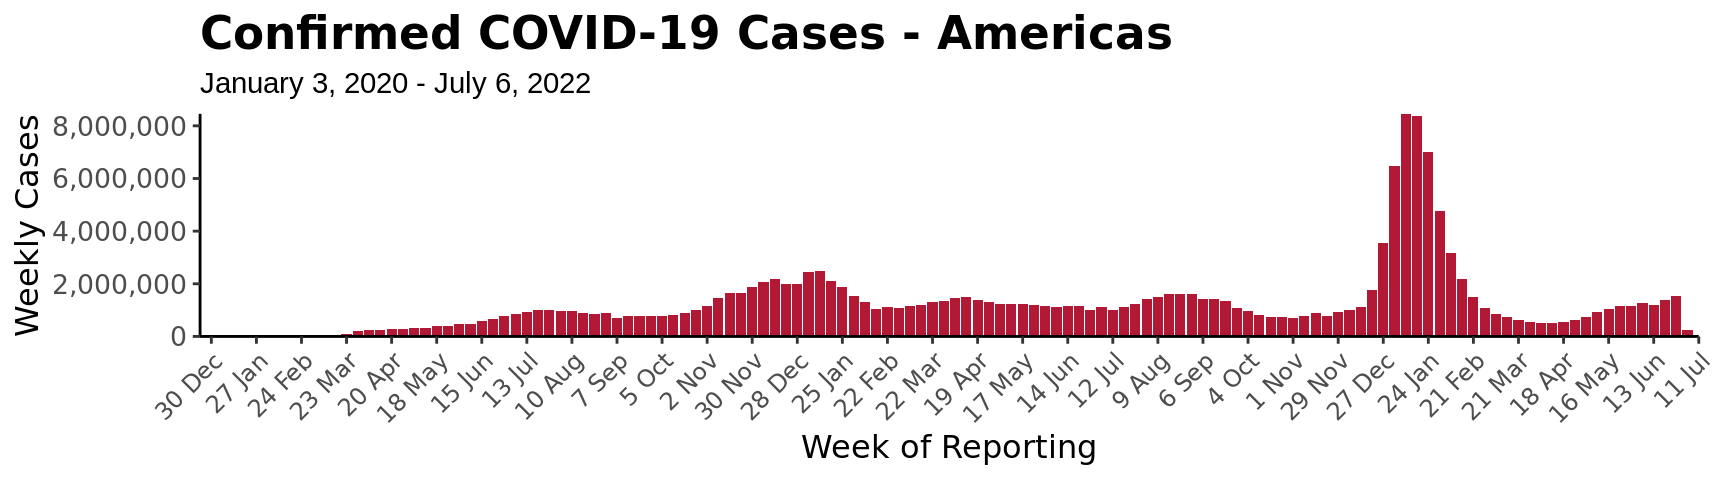 Confirmed COVID-19 Cases - Americas
January 3, 2020 - July 6, 2022
Weekly Cases
8,000,000
6,000,000
4,000,000
2,000,000
0
30 Dec
27 Jan
24 Feb
23 Mar
20 Apr
18 May
15 Jun
13 Jul
10 Aug
7 Sep
5 Oct
2 Nov
30 Nov
28 Dec
25 Jan
22 Feb
22 Mar
19 Apr
17 May
14 Jun
12 Jul
9 Aug
6 Sep
4 Oct
1 Nov
29 Nov
27 Dec
24 Jan
21 Feb
21 Mar
18 Apr
16 May
13 Jun
11 Jul
Week of Reporting